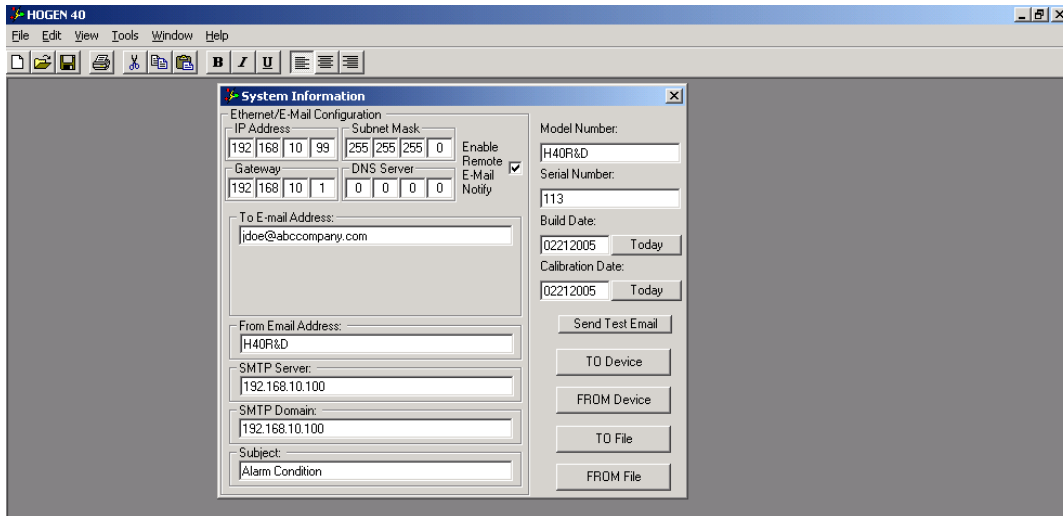 HOGEN 40
File Edit View Tools Window Help
B I U
System Information
Ethernet/E-Mail Configuration
IP Address
192 168 10 99
Subnet Mask
255 255 255 0
Gateway
192 168 10 1
DNS Server
0 0 0 0
Enable
Remote
E-Mail
Notify
To E-mail Address:
jdoe@abccompany.com
From Email Address:
H40R&D
SMTP Server:
192.168.10.100
SMTP Domain:
192.168.10.100
Subject:
Alarm Condition
Model Number:
H40R&D
Serial Number:
113
Build Date:
02212005 Today
Calibration Date:
02212005 Today
Send Test Email
TO Device
FROM Device
TO File
FROM File